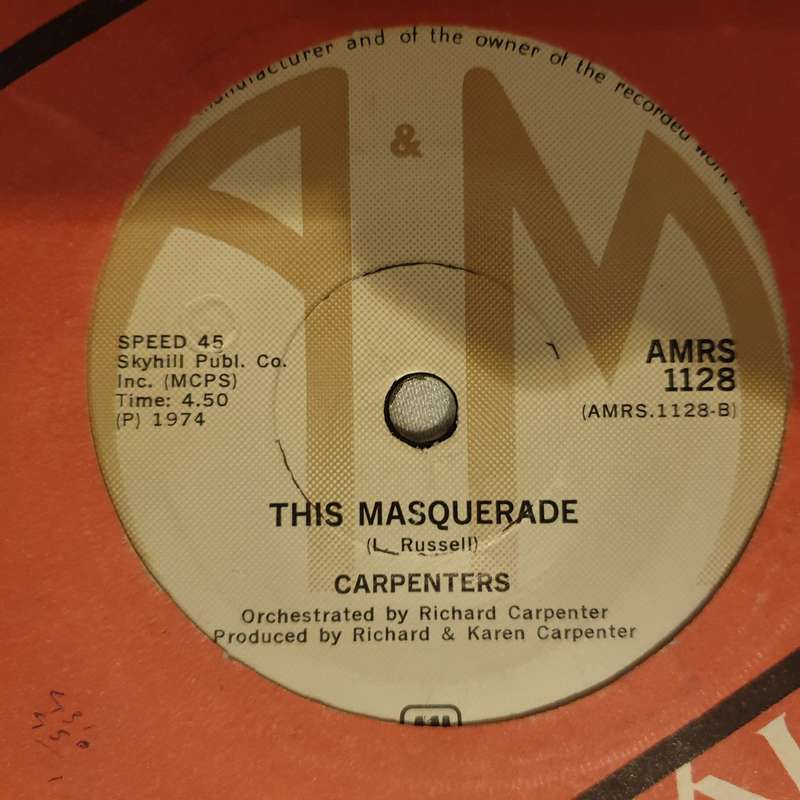 manufacturer and of the owner of the recorded work
&
SPEED 45
Skyhill Publ. Co.
Inc. (MCPS)
Time: 4.50
(P) 1974
AMRS
1128
(AMRS.1128-B)
THIS MASQUERADE
(L. Russell)
CARPENTERS
Orchestrated by Richard Carpenter
Produced by Richard & Karen Carpenter